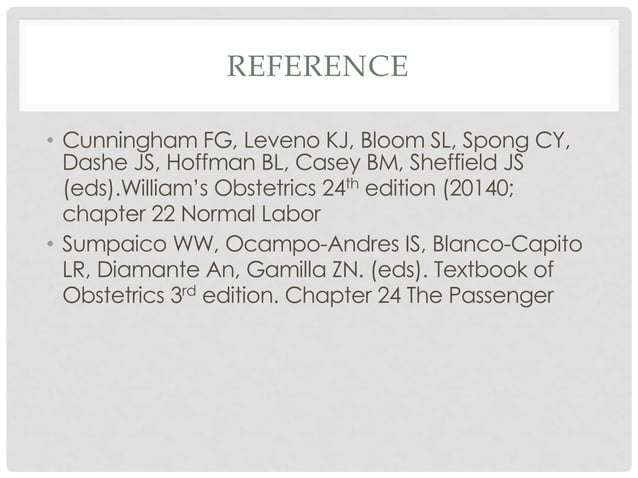 REFERENCE
• Cunningham FG, Leveno KJ, Bloom SL, Spong CY,
Dashe JS, Hoffman BL, Casey BM, Sheffield JS
(eds).William’s Obstetrics 24th edition (20140;
chapter 22 Normal Labor
• Sumpaico WW, Ocampo-Andres IS, Blanco-Capito
LR, Diamante An, Gamilla ZN. (eds). Textbook of
Obstetrics 3rd edition. Chapter 24 The Passenger